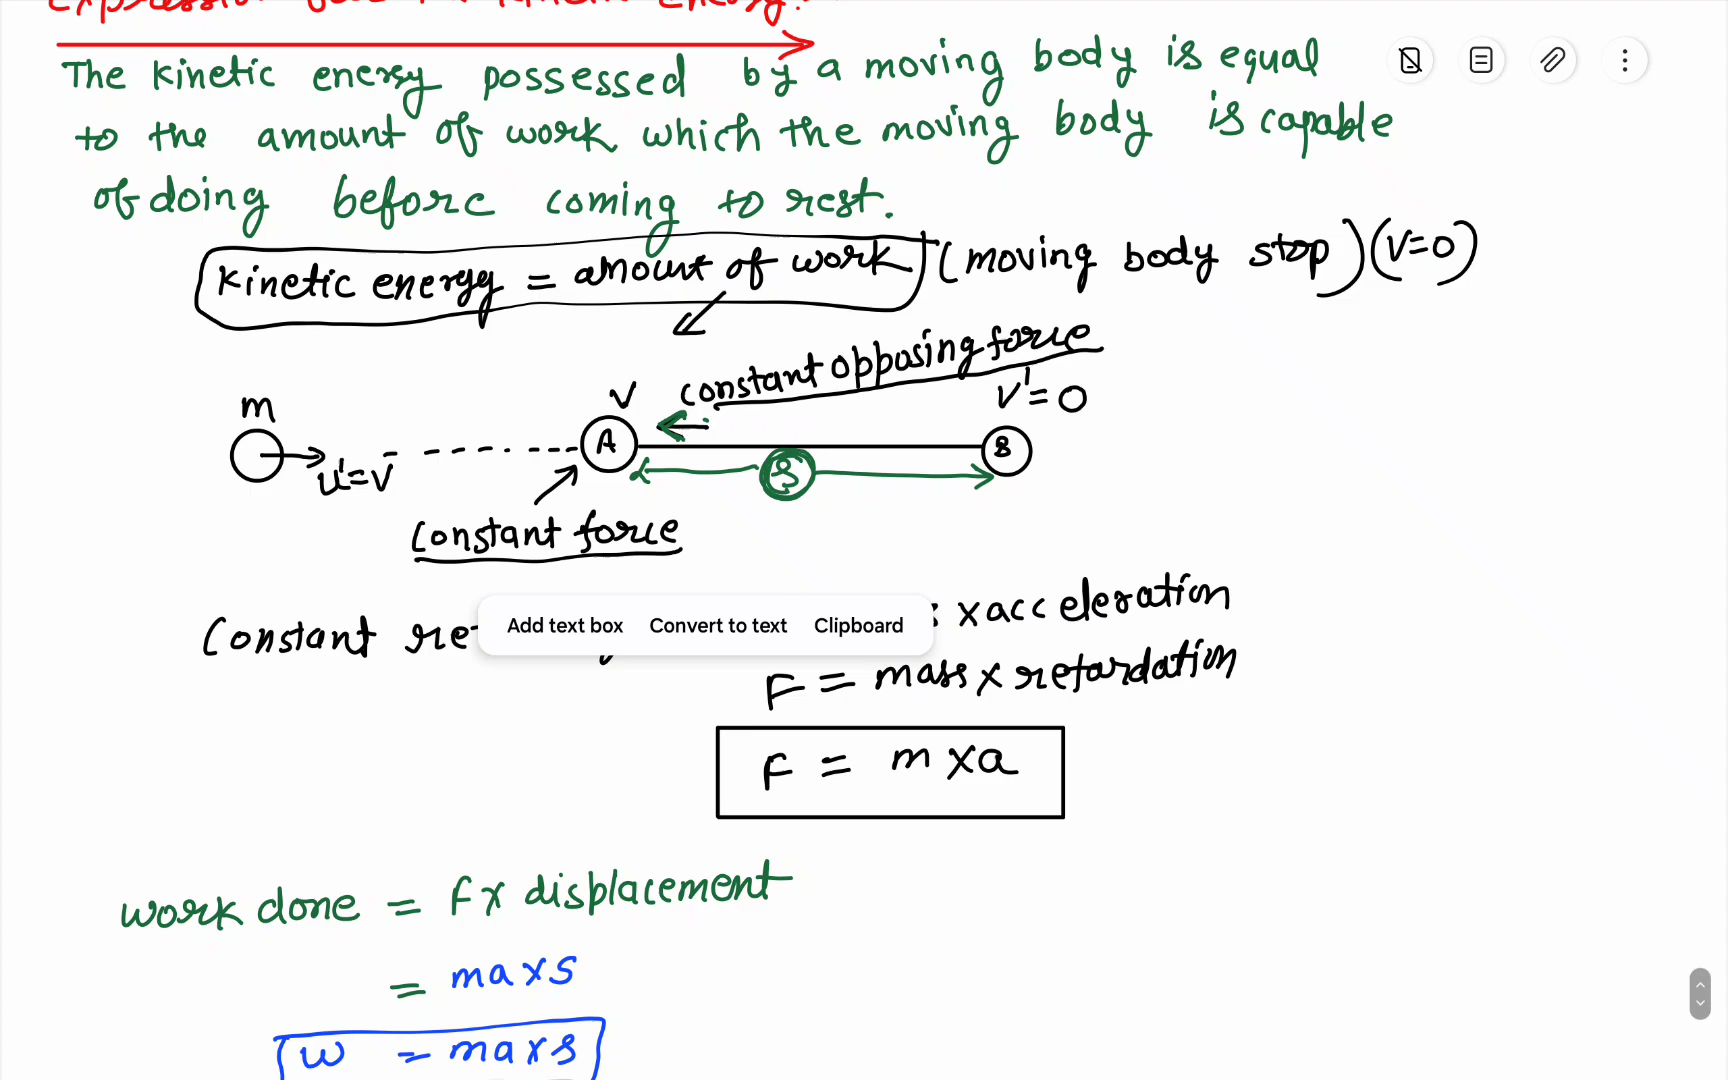 The kinetic energy possessed by a moving body is equal
to the amount of work which the moving body is capable
of doing before coming to rest.
Kinetic energy = amount of work (moving body stop) (V=0)
constant opposing force
m
V
V'=0
A
B
u'=v
S
Constant force
Constant
x acceleration
Add text box Convert to text Clipboard
F = mass x retardation
F = m x a
work done = F x displacement
= ma x s
W = ma x s